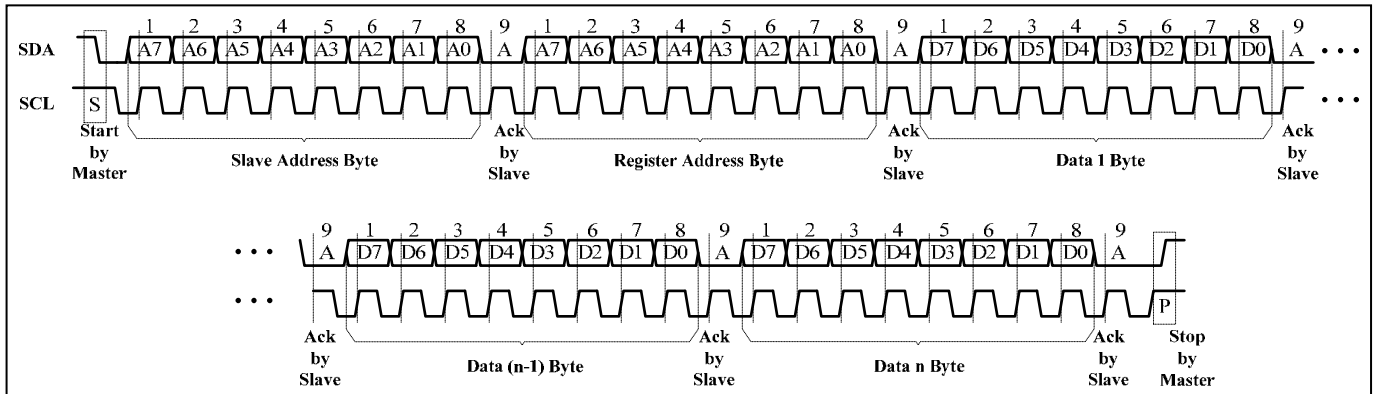 1 2 3 4 5 6 7 8 9 1 2 3 4 5 6 7 8 9 1 2 3 4 5 6 7 8 9
SDA A7 A6 A5 A4 A3 A2 A1 A0 A A7 A6 A5 A4 A3 A2 A1 A0 A D7 D6 D5 D4 D3 D2 D1 D0 A • • •
SCL S • • •
Start by Master
Slave Address Byte
Ack by Slave
Register Address Byte
Ack by Slave
Data 1 Byte
Ack by Slave
9 1 2 3 4 5 6 7 8 9 1 2 3 4 5 6 7 8 9
• • • A D7 D6 D5 D4 D3 D2 D1 D0 A D7 D6 D5 D4 D3 D2 D1 D0 A
• • • P
Ack by Slave
Data (n-1) Byte
Ack by Slave
Data n Byte
Ack by Slave
Stop by Master